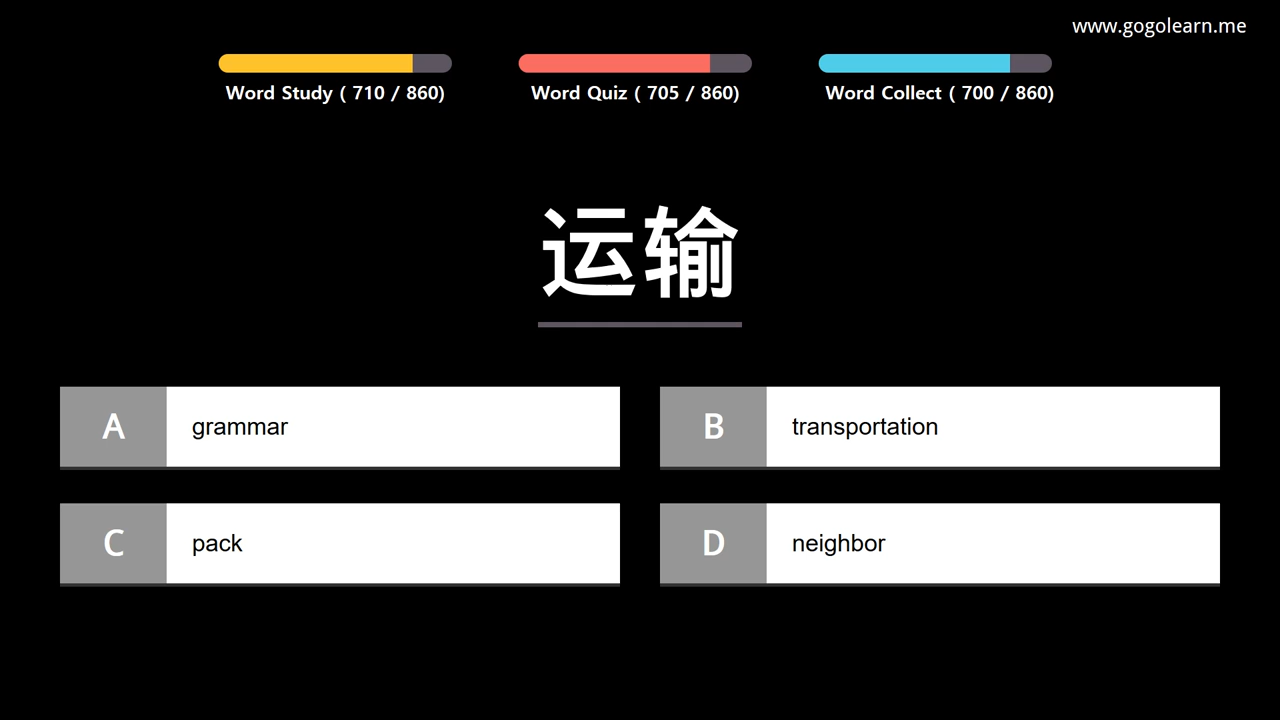 www.gogolearn.me
Word Study ( 710 / 860)
Word Quiz ( 705 / 860)
Word Collect ( 700 / 860)
运输
A grammar
B transportation
C pack
D neighbor